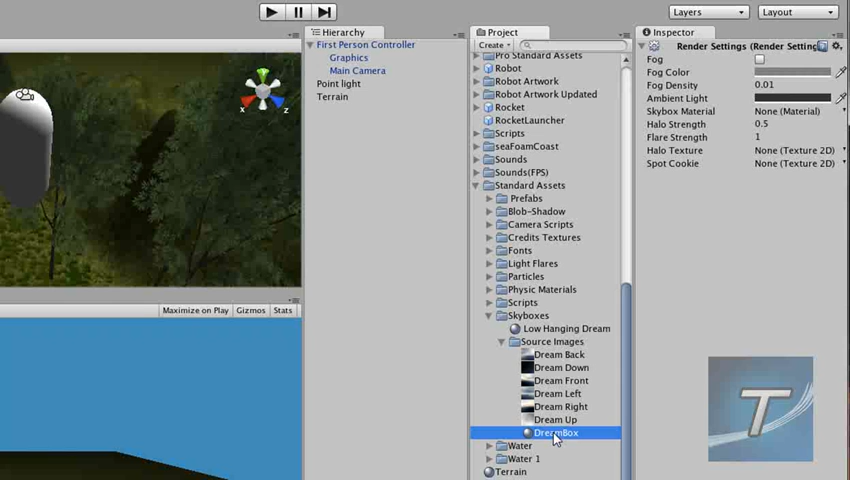 Layers
Layout
Hierarchy
First Person Controller
Graphics
Main Camera
Point light
Terrain
Maximize on Play
Gizmos
Stats
Project
Create
Pro Standard Assets
Robot
Robot Artwork
Robot Artwork Updated
Rocket
RocketLauncher
Scripts
seaFoamCoast
Sounds
Sounds(FPS)
Standard Assets
Prefabs
Blob-Shadow
Camera Scripts
Credits Textures
Fonts
Light Flares
Particles
Physic Materials
Scripts
Skyboxes
Low Hanging Dream
Source Images
Dream Back
Dream Down
Dream Front
Dream Left
Dream Right
Dream Up
DreamBox
Water
Water 1
Terrain
Inspector
Render Settings (Render Setting
Fog
Fog Color
Fog Density 0.01
Ambient Light
Skybox Material None (Material)
Halo Strength 0.5
Flare Strength 1
Halo Texture None (Texture 2D)
Spot Cookie None (Texture 2D)
x
y
z
T